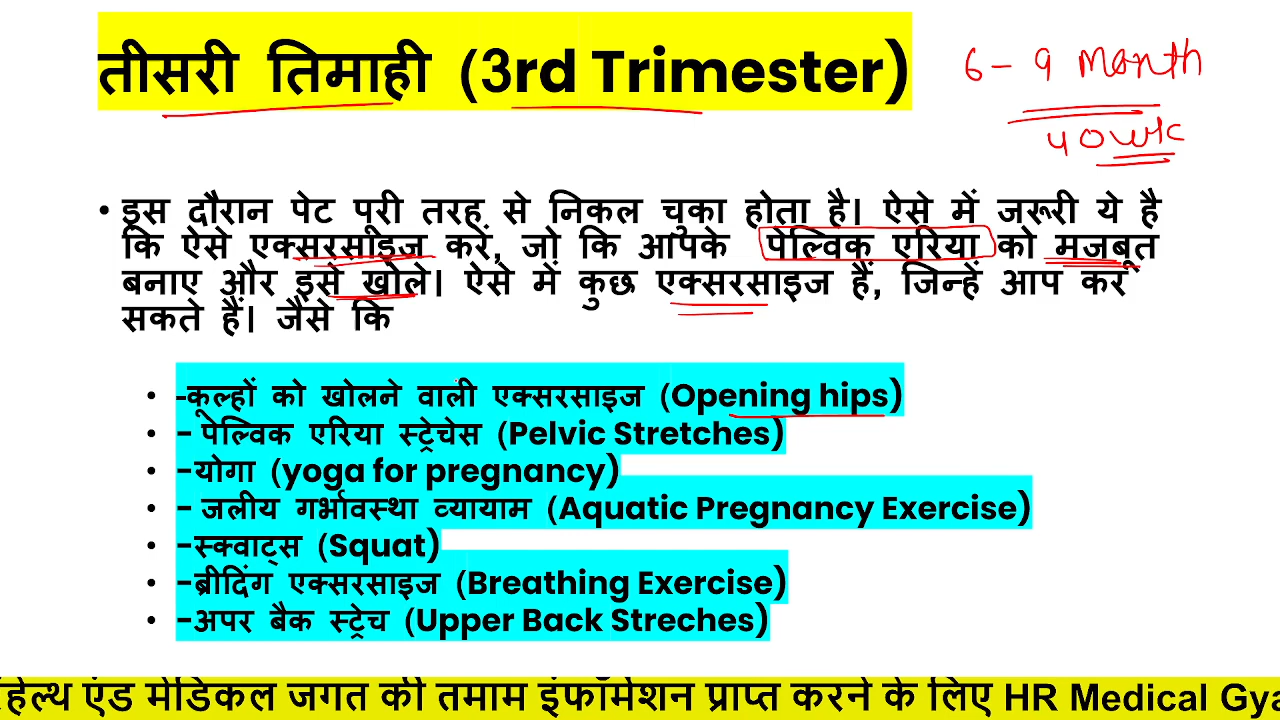 तीसरी तिमाही (3rd Trimester)
6 - 9 month
40 wk
• इस दौरान पेट पूरी तरह से निकल चुका होता है। ऐसे में जरूरी ये है
कि ऐसे एक्सरसाइज करें, जो कि आपके पेल्विक एरिया को मजबूत
बनाए और इसे खोले। ऐसे में कुछ एक्सरसाइज हैं, जिन्हें आप कर
सकते हैं। जैसे कि
• -कूल्हों को खोलने वाली एक्सरसाइज (Opening hips)
• - पेल्विक एरिया स्ट्रेचेस (Pelvic Stretches)
• -योगा (yoga for pregnancy)
• - जलीय गर्भावस्था व्यायाम (Aquatic Pregnancy Exercise)
• -स्क्वाट्स (Squat)
• -ब्रीदिंग एक्सरसाइज (Breathing Exercise)
• -अपर बैक स्ट्रेच (Upper Back Streches)
हेल्थ एंड मेडिकल जगत की तमाम इंफॉर्मेशन प्राप्त करने के लिए HR Medical Gya